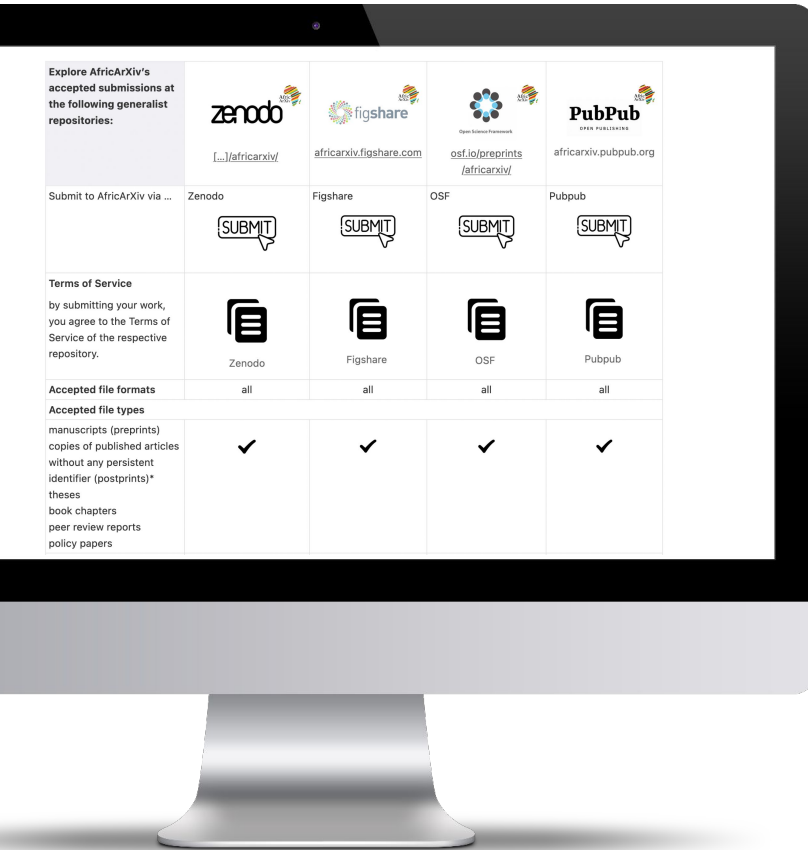 Explore AfricArXiv's
accepted submissions at
the following generalist
repositories:
zenodo
[...]/africarxiv/
figshare
africarxiv.figshare.com
Open Science Framework
osf.io/preprints
/africarxiv/
PubPub
OPEN PUBLISHING
africarxiv.pubpub.org
Submit to AfricArXiv via ...
Zenodo
SUBMIT
Figshare
SUBMIT
OSF
SUBMIT
Pubpub
SUBMIT
Terms of Service
by submitting your work,
you agree to the Terms of
Service of the respective
repository.
Zenodo
Figshare
OSF
Pubpub
Accepted file formats
all
all
all
all
Accepted file types
manuscripts (preprints)
copies of published articles
without any persistent
identifier (postprints)*
theses
book chapters
peer review reports
policy papers